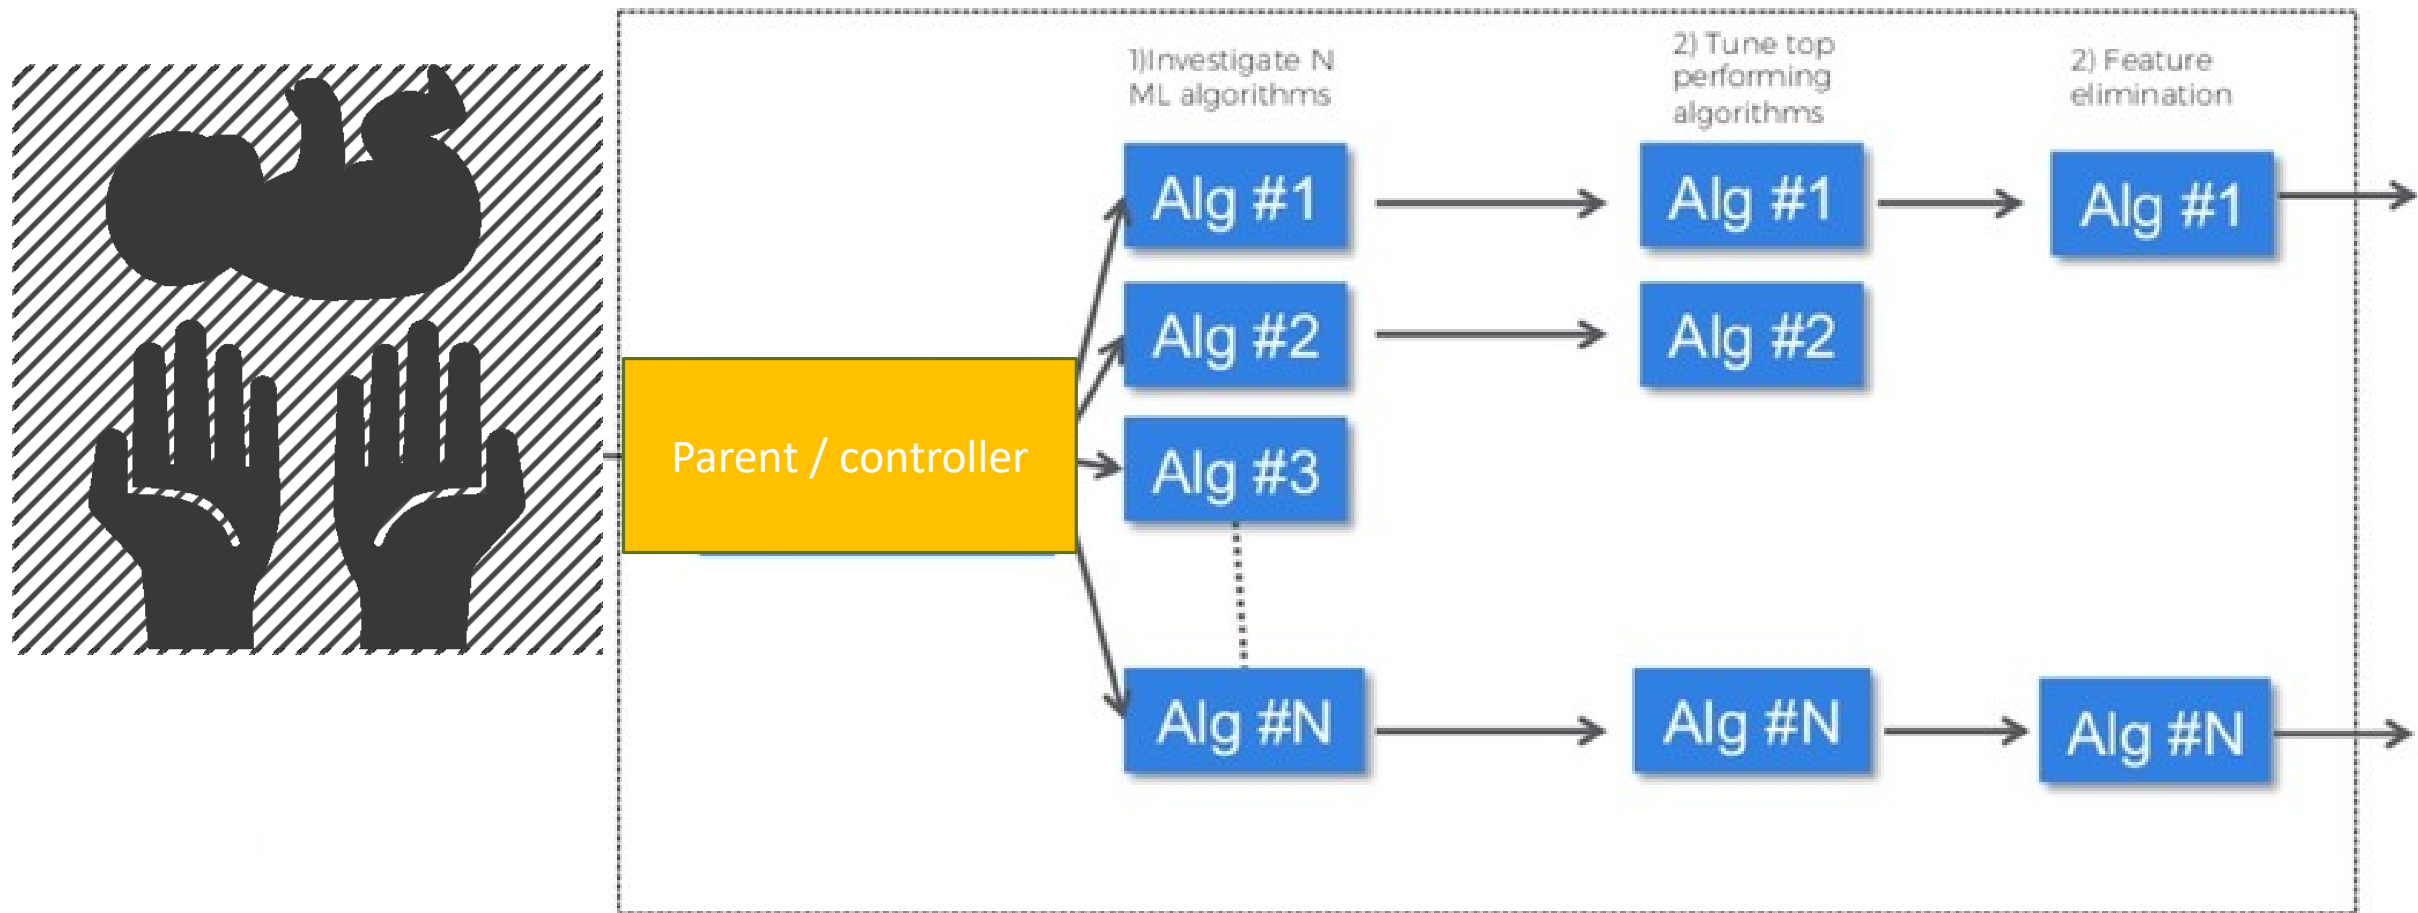 1)Investigate N
ML algorithms
2) Tune top
performing
algorithms
2) Feature
elimination
Alg #1
Alg #1
Alg #1
Alg #2
Alg #2
Parent / controller
Alg #3
Alg #N
Alg #N
Alg #N